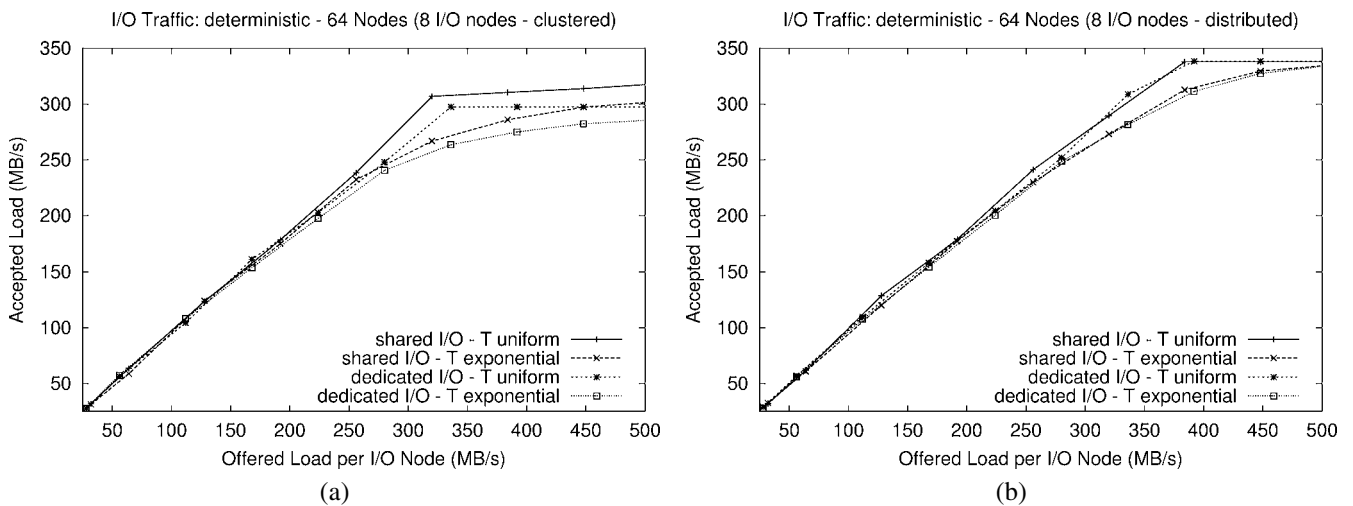 I/O Traffic: deterministic - 64 Nodes (8 I/O nodes - clustered)
350
300
250
200
150
100
50
Accepted Load (MB/s)
shared I/O - T uniform
shared I/O - T exponential
dedicated I/O - T uniform
dedicated I/O - T exponential
50 100 150 200 250 300 350 400 450 500
Offered Load per I/O Node (MB/s)
(a)
I/O Traffic: deterministic - 64 Nodes (8 I/O nodes - distributed)
350
300
250
200
150
100
50
Accepted Load (MB/s)
shared I/O - T uniform
shared I/O - T exponential
dedicated I/O - T uniform
dedicated I/O - T exponential
50 100 150 200 250 300 350 400 450 500
Offered Load per I/O Node (MB/s)
(b)